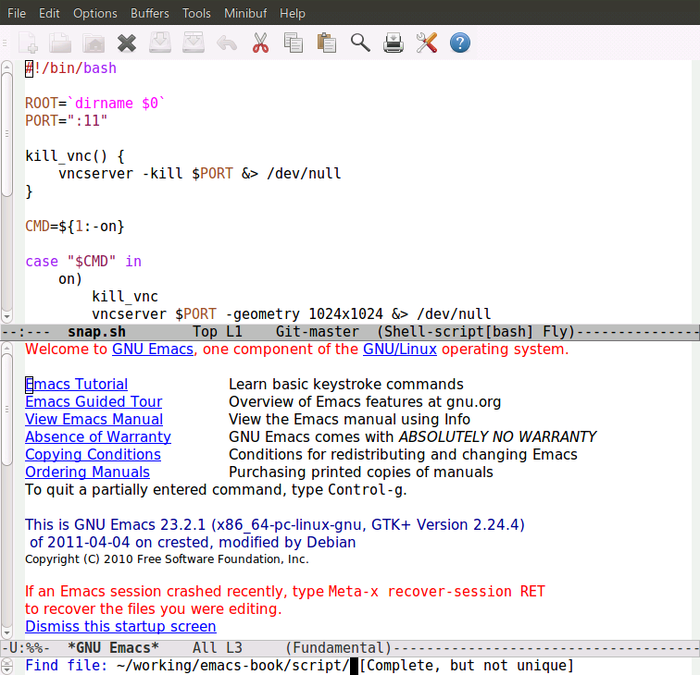 File Edit Options Buffers Tools Minibuf Help
#!/bin/bash
ROOT=`dirname $0`
PORT=":11"
kill_vnc() {
    vncserver -kill $PORT &> /dev/null
}
CMD=${1:-on}
case "$CMD" in
    on)
        kill_vnc
        vncserver $PORT -geometry 1024x1024 &> /dev/null
--:---  snap.sh        Top L1    Git-master  (Shell-script[bash] Fly)---------------
Welcome to GNU Emacs, one component of the GNU/Linux operating system.
Emacs Tutorial Learn basic keystroke commands
Emacs Guided Tour Overview of Emacs features at gnu.org
View Emacs Manual View the Emacs manual using Info
Absence of Warranty GNU Emacs comes with ABSOLUTELY NO WARRANTY
Copying Conditions Conditions for redistributing and changing Emacs
Ordering Manuals Purchasing printed copies of manuals
To quit a partially entered command, type Control-g.
This is GNU Emacs 23.2.1 (x86_64-pc-linux-gnu, GTK+ Version 2.24.4)
 of 2011-04-04 on crested, modified by Debian
Copyright (C) 2010 Free Software Foundation, Inc.
If an Emacs session crashed recently, type Meta-x recover-session RET
to recover the files you were editing.
Dismiss this startup screen
-U:%%-  *GNU Emacs*    All L3     (Fundamental)-------------------------------------
Find file: ~/working/emacs-book/script/ [Complete, but not unique]